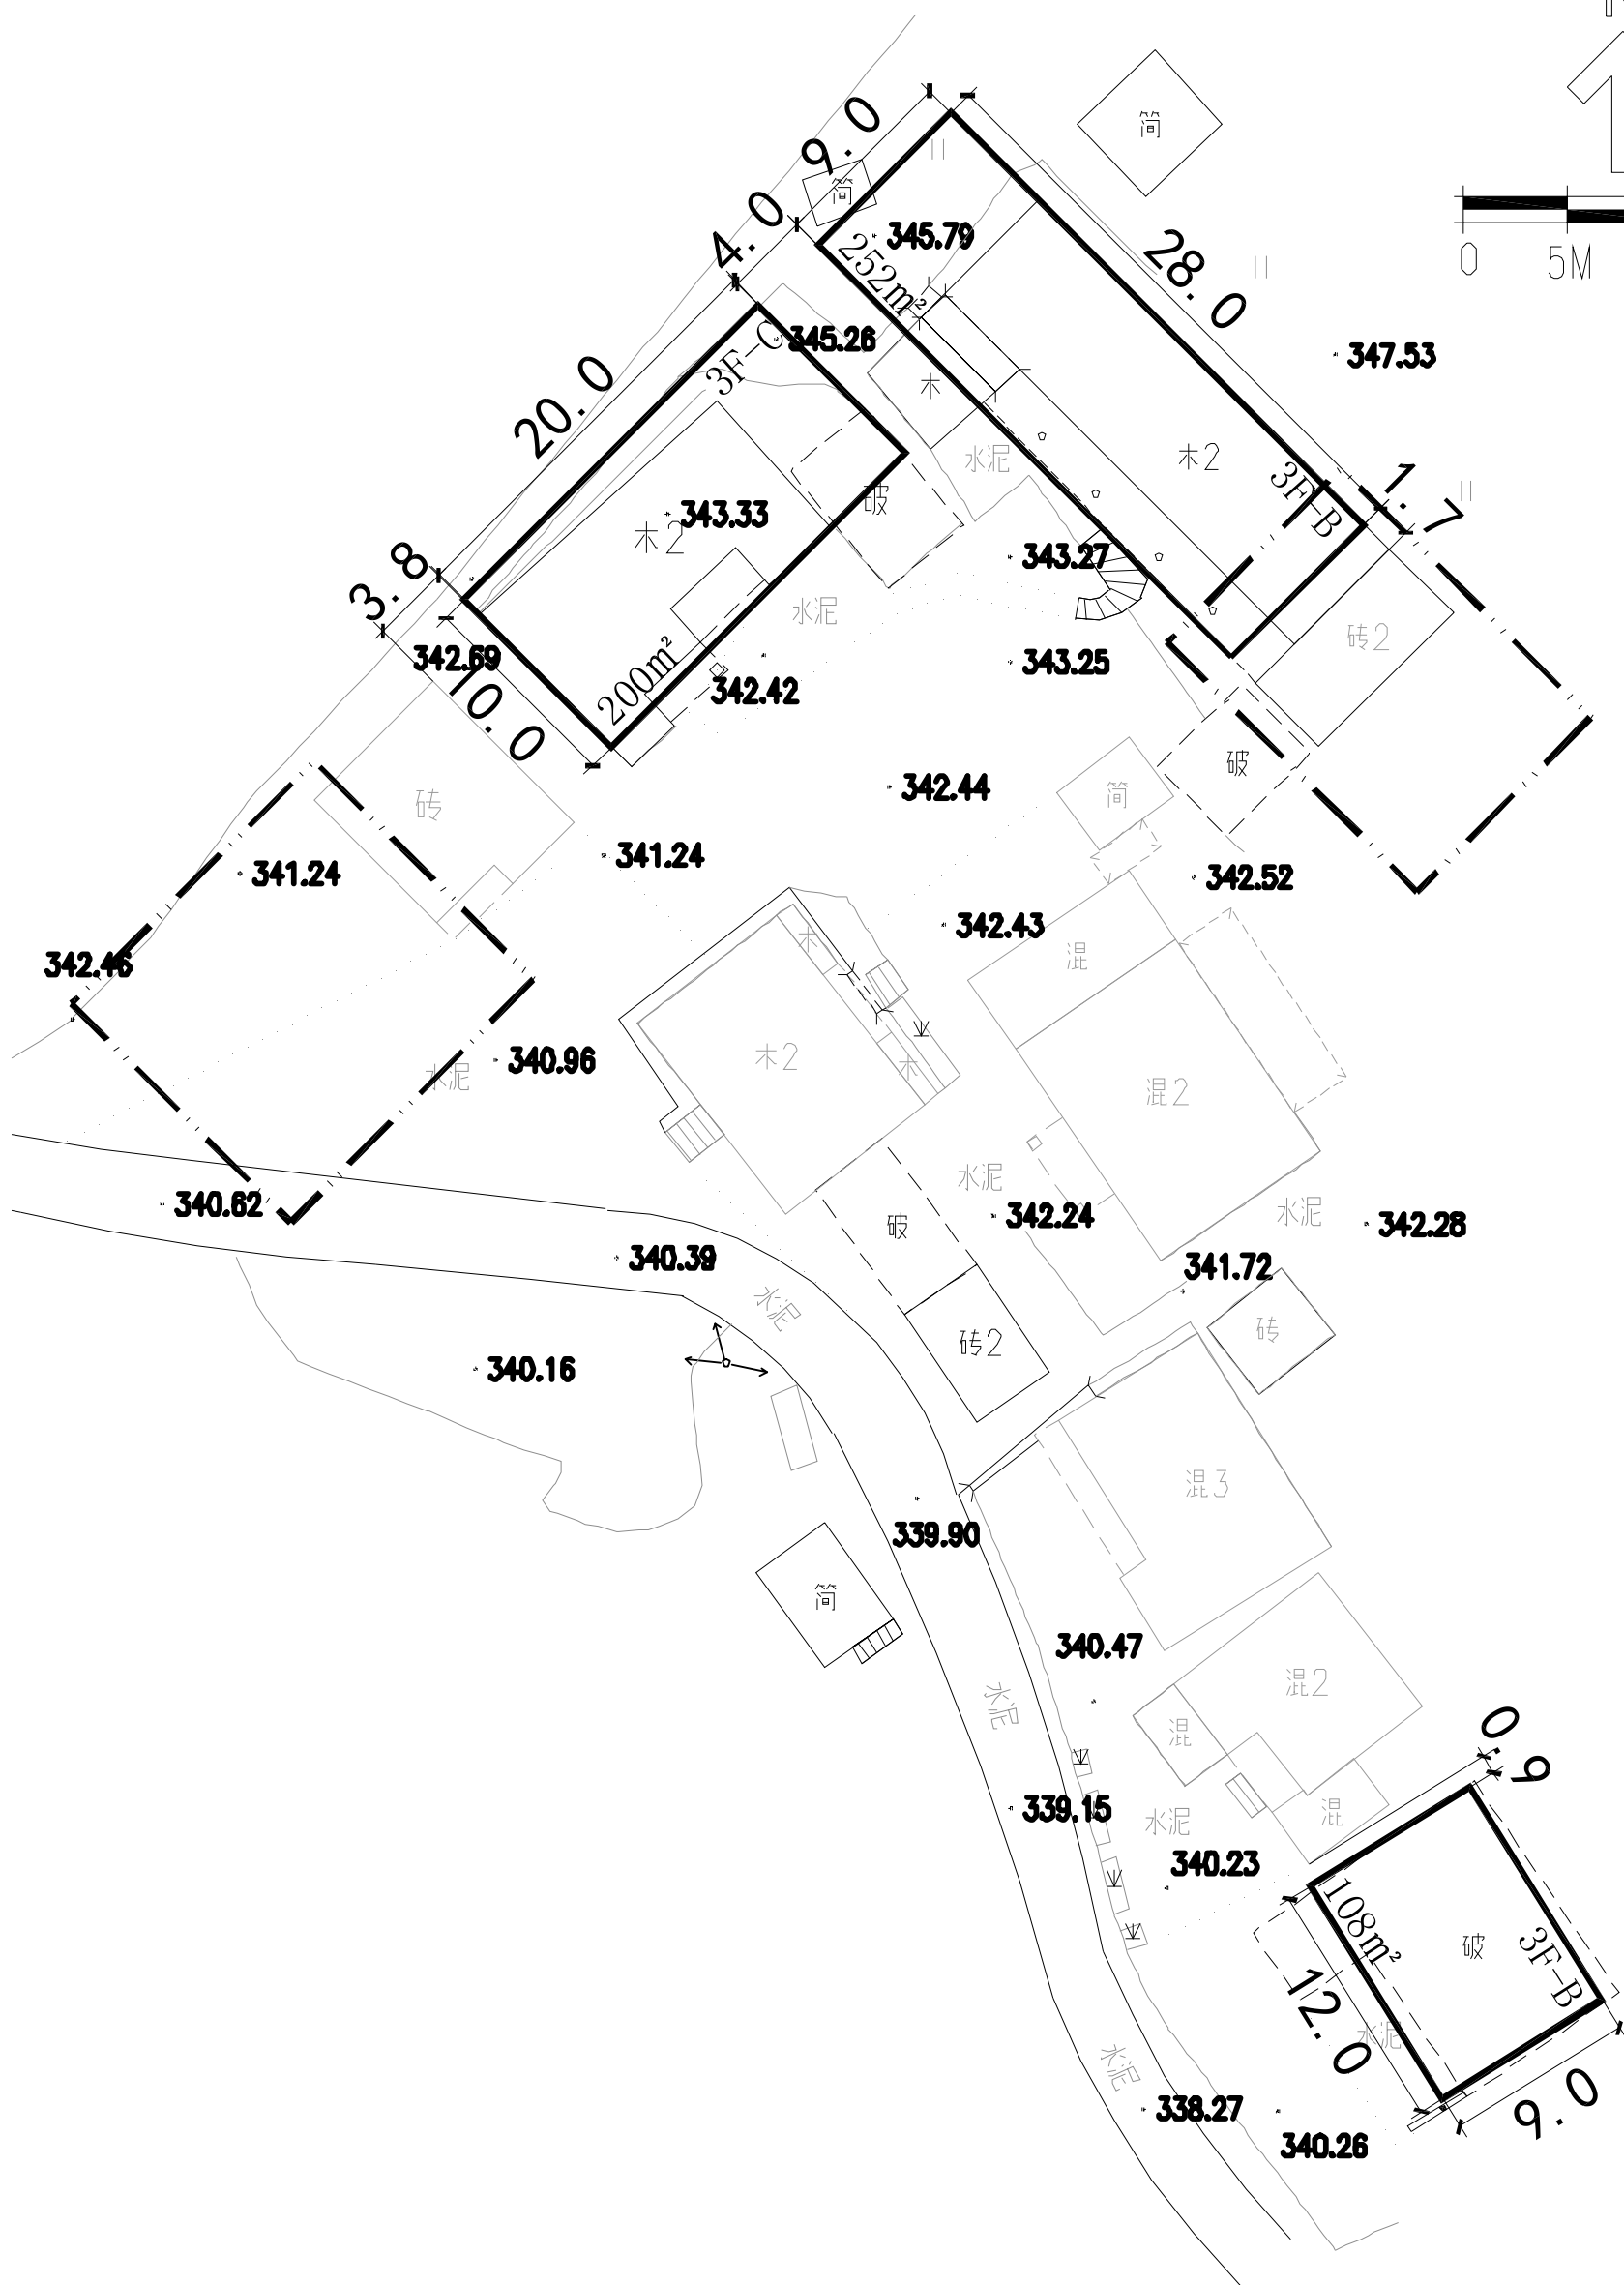 1
简
9.0
简
4.0
345.79
252m²
28.0
0
5M
345.26
3F-C
347.53
20.0
木
水泥
木2
3F-B
1.7
343.33
木2
破
343.27
3.8
水泥
342.69
200m²
342.42
343.25
砖2
10.0
破
342.44
简
砖
341.24
341.24
342.52
342.43
木
混
342.46
340.96
水泥
木2
木
混2
水泥
340.62
破
342.24
水泥
342.28
340.39
341.72
水泥
砖2
砖
340.16
混3
339.90
简
340.47
水泥
混2
混
0.9
339.15
水泥
混
340.23
108m²
破
3F-B
12.0
水泥
水泥
338.27
9.0
340.26